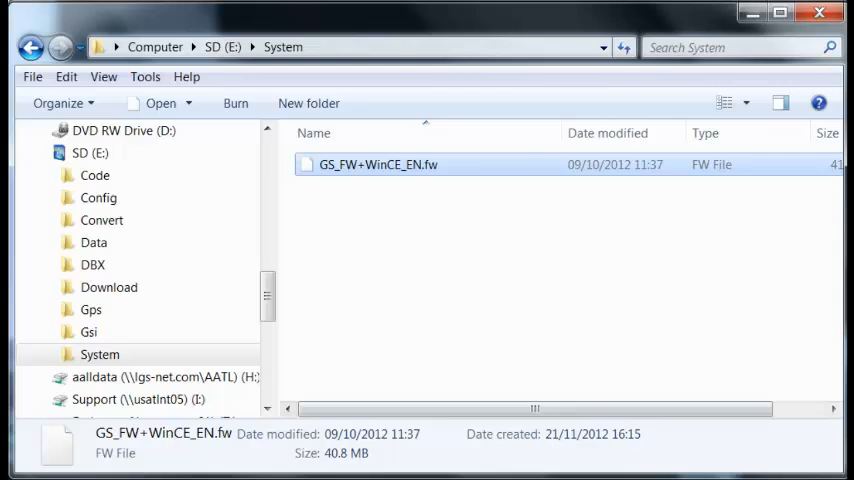 Computer SD (E:) System Search System
File Edit View Tools Help
Organize Open Burn New folder
DVD RW Drive (D:)
SD (E:)
Code
Config
Convert
Data
DBX
Download
Gps
Gsi
System
aalldata (\\lgs-net.com\AATL) (H:)
Support (\\usatlnt05) (I:)
Name Date modified Type Size
GS_FW+WinCE_EN.fw 09/10/2012 11:37 FW File 41
GS_FW+WinCE_EN.fw Date modified: 09/10/2012 11:37 Date created: 21/11/2012 16:15
FW File Size: 40.8 MB